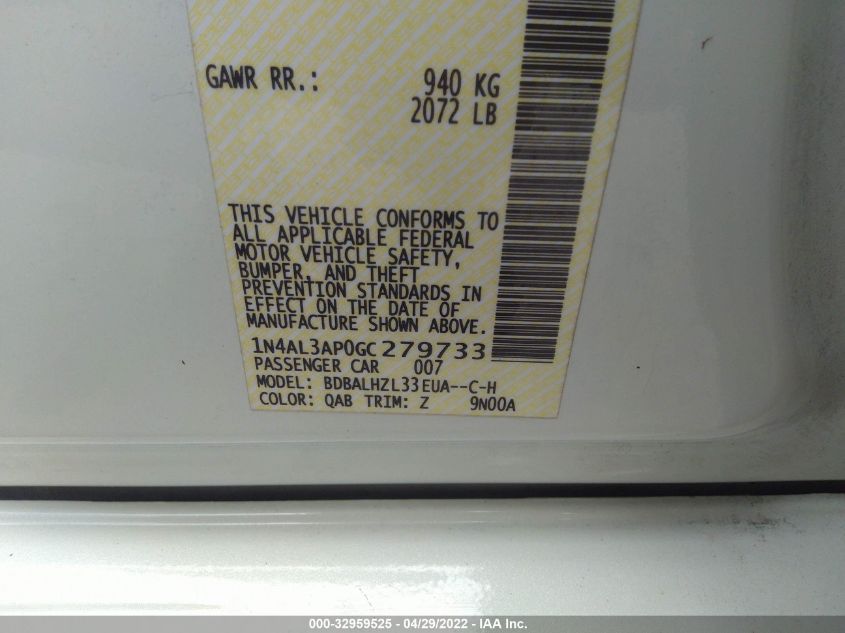 GAWR RR.: 940 KG
2072 LB
THIS VEHICLE CONFORMS TO
ALL APPLICABLE FEDERAL
MOTOR VEHICLE SAFETY,
BUMPER, AND THEFT
PREVENTION STANDARDS IN
EFFECT ON THE DATE OF
MANUFACTURE SHOWN ABOVE.
1N4AL3AP0GC279733
PASSENGER CAR 007
MODEL: BDBALHZL33EUA--C-H
COLOR: QAB TRIM: Z 9N00A
000-32959525 - 04/29/2022 - IAA Inc.